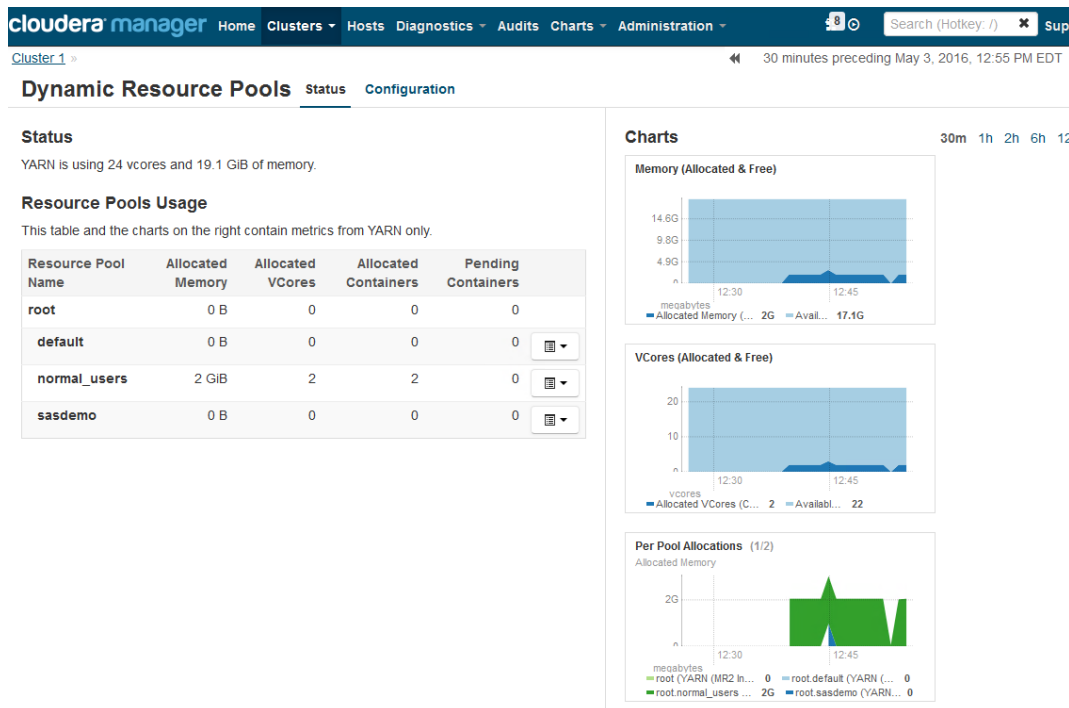 cloudera manager Home Clusters Hosts Diagnostics Audits Charts Administration 8 Search (Hotkey: /) Sup
Cluster 1 » 30 minutes preceding May 3, 2016, 12:55 PM EDT
Dynamic Resource Pools Status Configuration
Status
YARN is using 24 vcores and 19.1 GiB of memory.
Resource Pools Usage
This table and the charts on the right contain metrics from YARN only.
Resource Pool Allocated Allocated Allocated Pending
Name Memory VCores Containers Containers
root 0 B 0 0 0
default 0 B 0 0 0
normal_users 2 GiB 2 2 0
sasdemo 0 B 0 0 0
Charts 30m 1h 2h 6h 12
Memory (Allocated & Free)
14.6G
9.8G
4.9G
0
12:30 12:45
megabytes
Allocated Memory (... 2G Avail... 17.1G
VCores (Allocated & Free)
20
10
0
12:30 12:45
vcores
Allocated VCores (C... 2 Availabl... 22
Per Pool Allocations (1/2)
Allocated Memory
2G
0
12:30 12:45
megabytes
root (YARN (MR2 In... 0 root.default (YARN (... 0
root.normal_users ... 2G root.sasdemo (YARN... 0